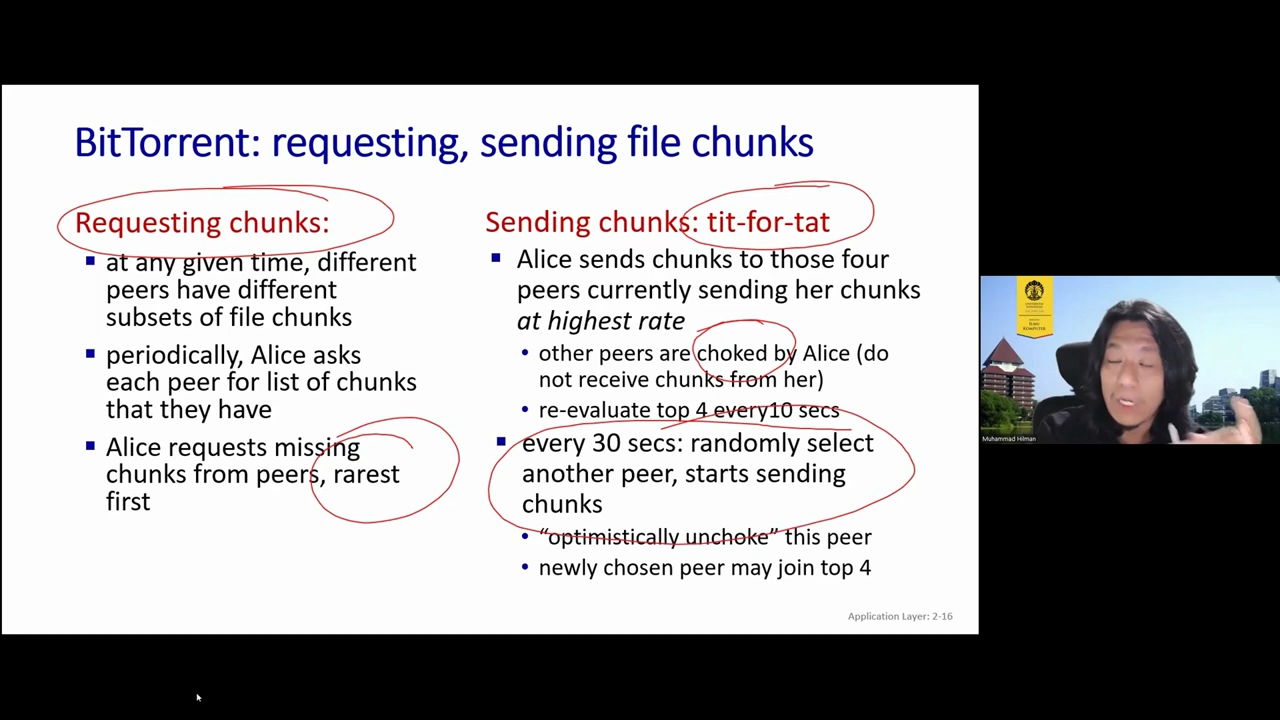 BitTorrent: requesting, sending file chunks
Requesting chunks:
at any given time, different
peers have different
subsets of file chunks
periodically, Alice asks
each peer for list of chunks
that they have
Alice requests missing
chunks from peers, rarest
first
Sending chunks: tit-for-tat
Alice sends chunks to those four
peers currently sending her chunks
at highest rate
other peers are choked by Alice (do
not receive chunks from her)
re-evaluate top 4 every10 secs
every 30 secs: randomly select
another peer, starts sending
chunks
“optimistically unchoke” this peer
newly chosen peer may join top 4
Application Layer: 2-16
ILMU
KOMPUTER
Muhammad Hilman